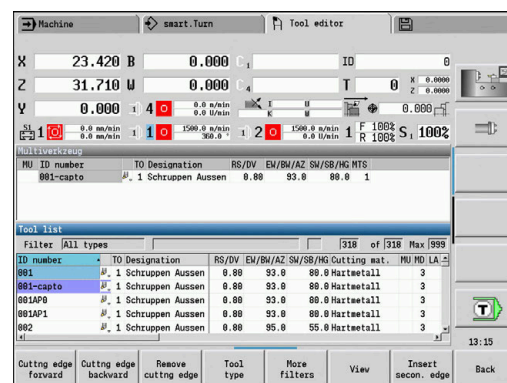 Machine smart.Turn Tool editor
X 23.420 B 0.000 C 1 ID 0
Z 31.710 W 0.000 C 4 T 0 X 0.0000 Z 0.0000
Y 0.000 4 0.0 m/min 0.0 U/min I U K W 0.000
1 0.0 mm/min 0.0 mm/min 1 1500.0 m/min 360.0 ° 2 1500.0 m/min 0.0 U/min 1 F 100% R 100% S 1 100%
Multiverkzeug
MU ID number TO Designation RS/DV EW/BW/AZ SW/SB/HG MTS
001-capto 1 Schruppen Aussen 0.80 93.0 80.0 1
Tool list
Filter All types 318 of 318 Max 999
ID number TO Designation RS/DV EW/BW/AZ SW/SB/HG Cutting mat. MU MD LA
001 1 Schruppen Aussen 0.80 93.0 80.0 Hartmetall 3
001-capto 1 Schruppen Aussen 0.80 93.0 80.0 Hartmetall 3
001AP0 1 Schruppen Aussen 0.80 93.0 80.0 Hartmetall 3
001AP1 1 Schruppen Aussen 0.80 93.0 80.0 Hartmetall 3
002 1 Schruppen Aussen 0.80 95.0 55.0 Hartmetall 3
T
13:15
Cuttng edge forward
Cuttng edge backward
Remove cuttng edge
Tool type
More filters
View
Insert secon. edge
Back